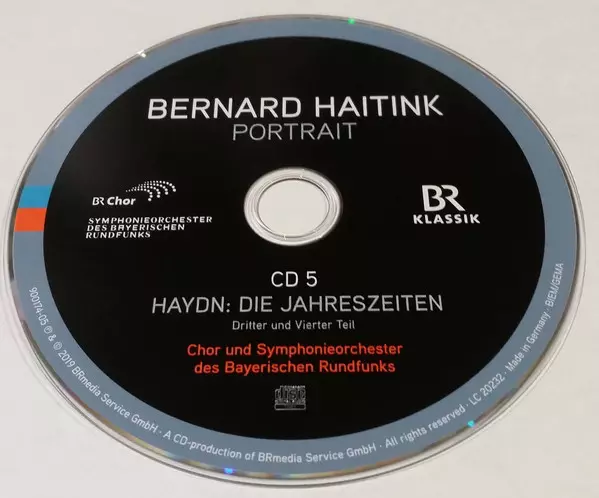 BERNARD HAITINK
PORTRAIT
BR Chor
SYMPHONIEORCHESTER
DES BAYERISCHEN
RUNDFUNKS
BR
KLASSIK
CD 5
HAYDN: DIE JAHRESZEITEN
Dritter und Vierter Teil
Chor und Symphonieorchester
des Bayerischen Rundfunks
900174-05 ℗ & © 2019 BRmedia Service GmbH · A CD-production of BRmedia Service GmbH · All rights reserved · LC 20232 · Made in Germany · BIEM/GEMA